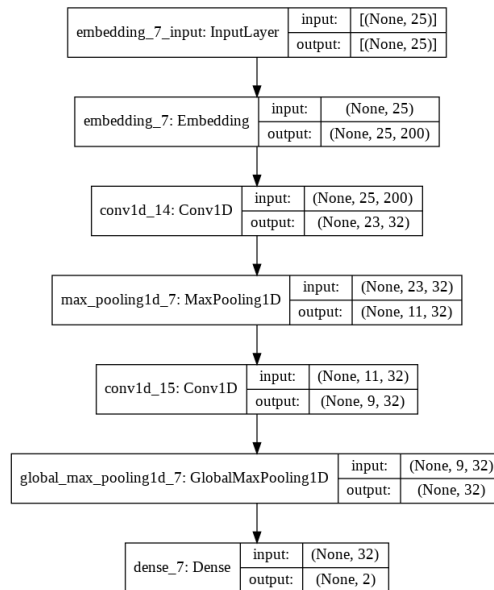 embedding_7_input: InputLayer
input: [(None, 25)]
output: [(None, 25)]
embedding_7: Embedding
input: (None, 25)
output: (None, 25, 200)
conv1d_14: Conv1D
input: (None, 25, 200)
output: (None, 23, 32)
max_pooling1d_7: MaxPooling1D
input: (None, 23, 32)
output: (None, 11, 32)
conv1d_15: Conv1D
input: (None, 11, 32)
output: (None, 9, 32)
global_max_pooling1d_7: GlobalMaxPooling1D
input: (None, 9, 32)
output: (None, 32)
dense_7: Dense
input: (None, 32)
output: (None, 2)